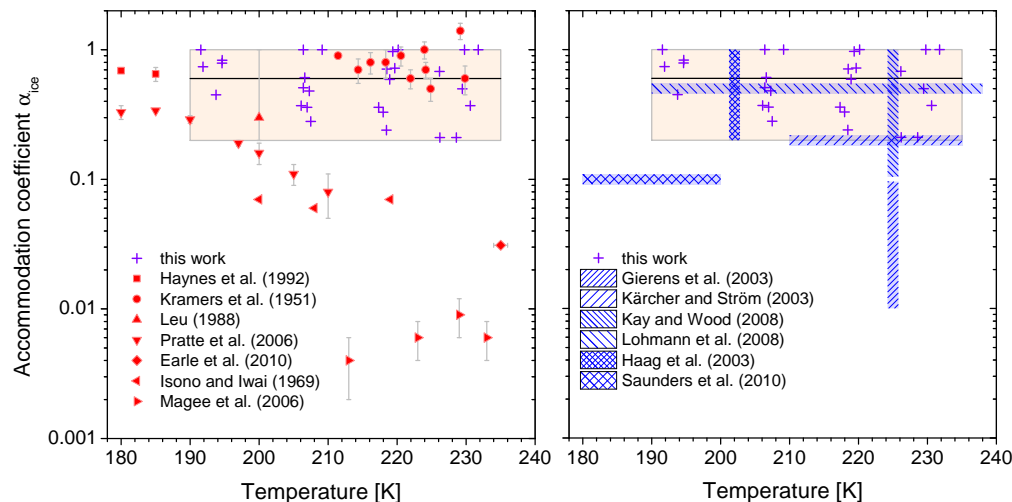 Accommodation coefficient αice
1
0.1
0.01
0.001
this work
Haynes et al. (1992)
Kramers et al. (1951)
Leu (1988)
Pratte et al. (2006)
Earle et al. (2010)
Isono and Iwai (1969)
Magee et al. (2006)
180 190 200 210 220 230 240
Temperature [K]
this work
Gierens et al. (2003)
Kärcher and Ström (2003)
Kay and Wood (2008)
Lohmann et al. (2008)
Haag et al. (2003)
Saunders et al. (2010)
180 190 200 210 220 230 240
Temperature [K]